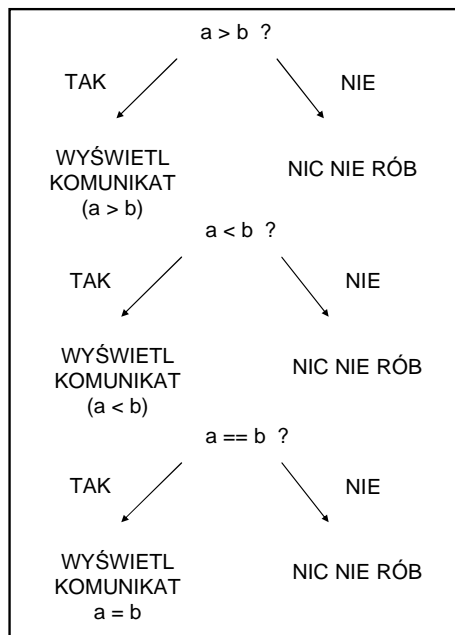 a > b ?
TAK
NIE
WYŚWIETL
KOMUNIKAT
(a > b)
NIC NIE RÓB
a < b ?
TAK
NIE
WYŚWIETL
KOMUNIKAT
(a < b)
NIC NIE RÓB
a == b ?
TAK
NIE
WYŚWIETL
KOMUNIKAT
a = b
NIC NIE RÓB